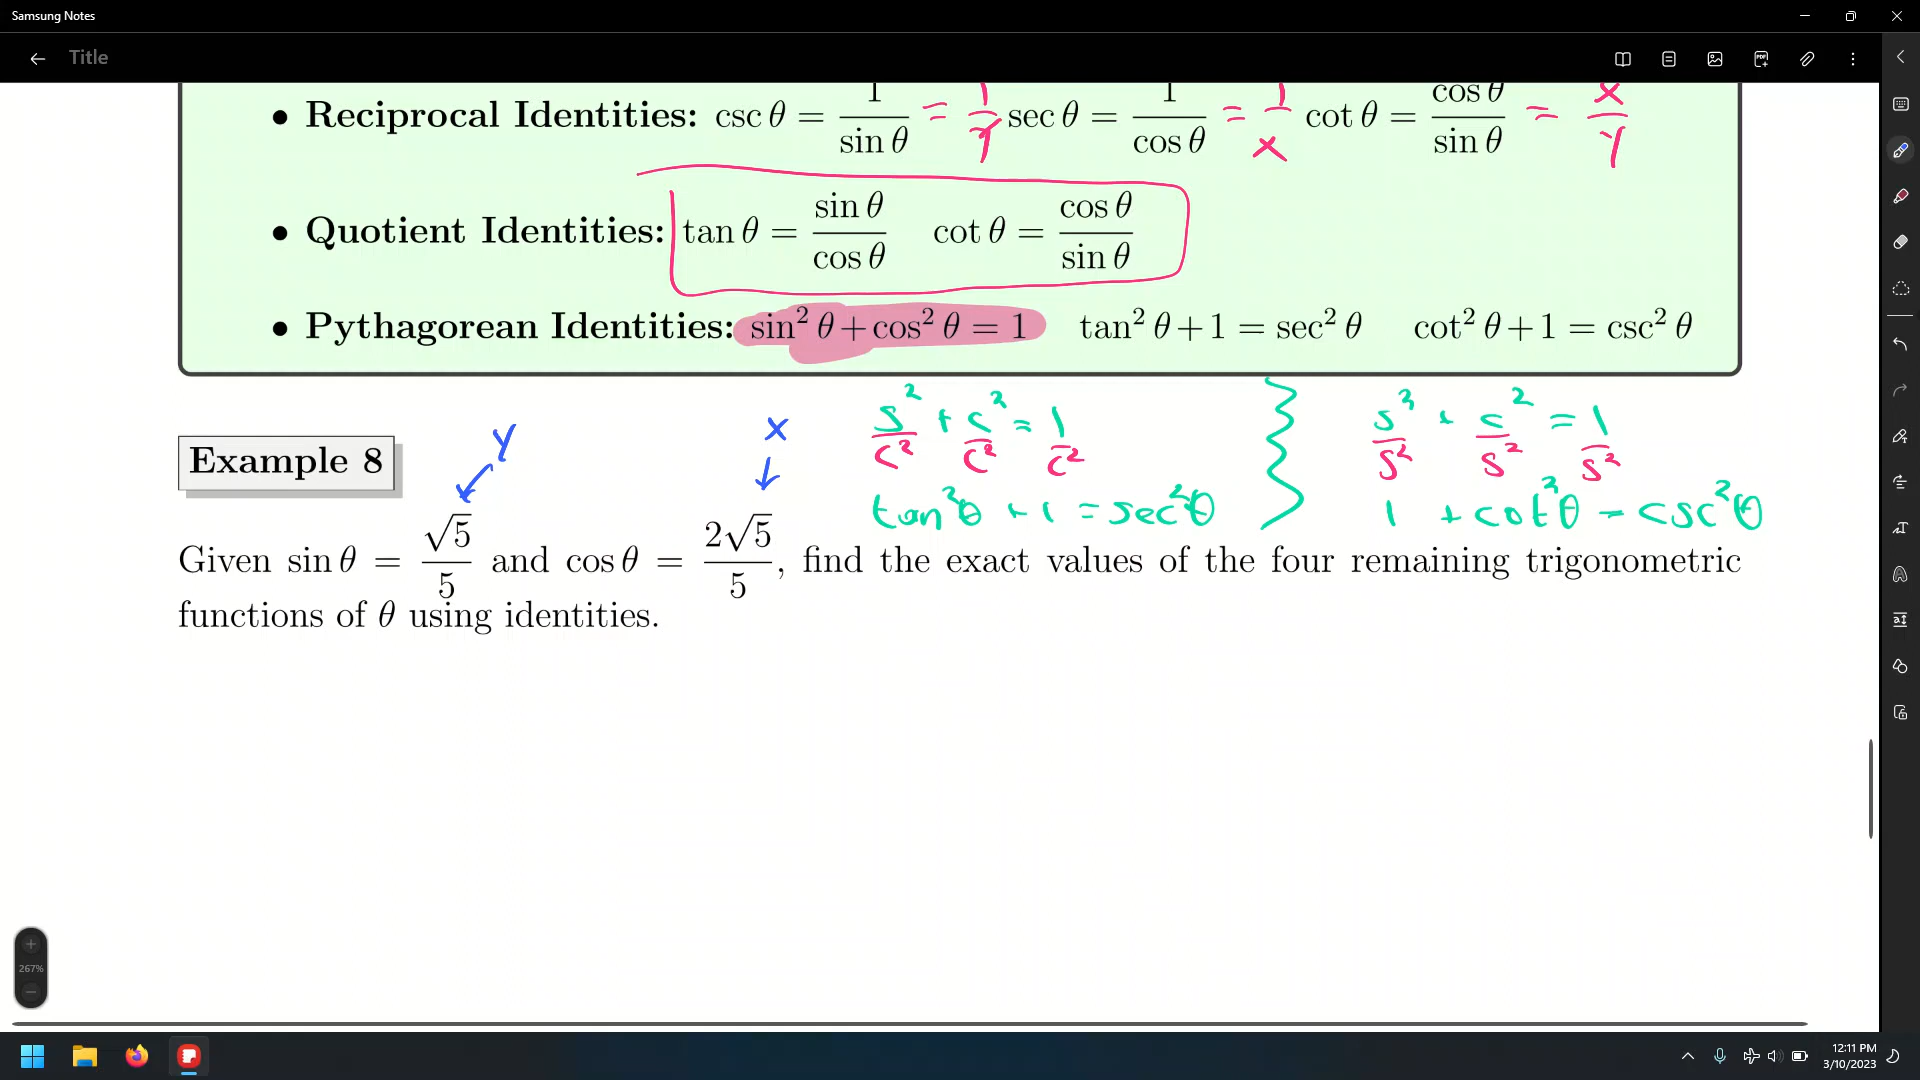 Samsung Notes
Title
• Reciprocal Identities: csc θ = 1/sin θ = 1/y sec θ = 1/cos θ = 1/x cot θ = cos θ/sin θ = x/y
• Quotient Identities: tan θ = sin θ/cos θ cot θ = cos θ/sin θ
• Pythagorean Identities: sin² θ + cos² θ = 1 tan² θ + 1 = sec² θ cot² θ + 1 = csc² θ
s²/c² + c²/c² = 1/c²
s²/s² + c²/s² = 1/s²
Example 8
y
x
tan²θ + 1 = sec²θ
1 + cot²θ = csc²θ
Given sin θ = √5/5 and cos θ = 2√5/5, find the exact values of the four remaining trigonometric
functions of θ using identities.
267%
12:11 PM
3/10/2023